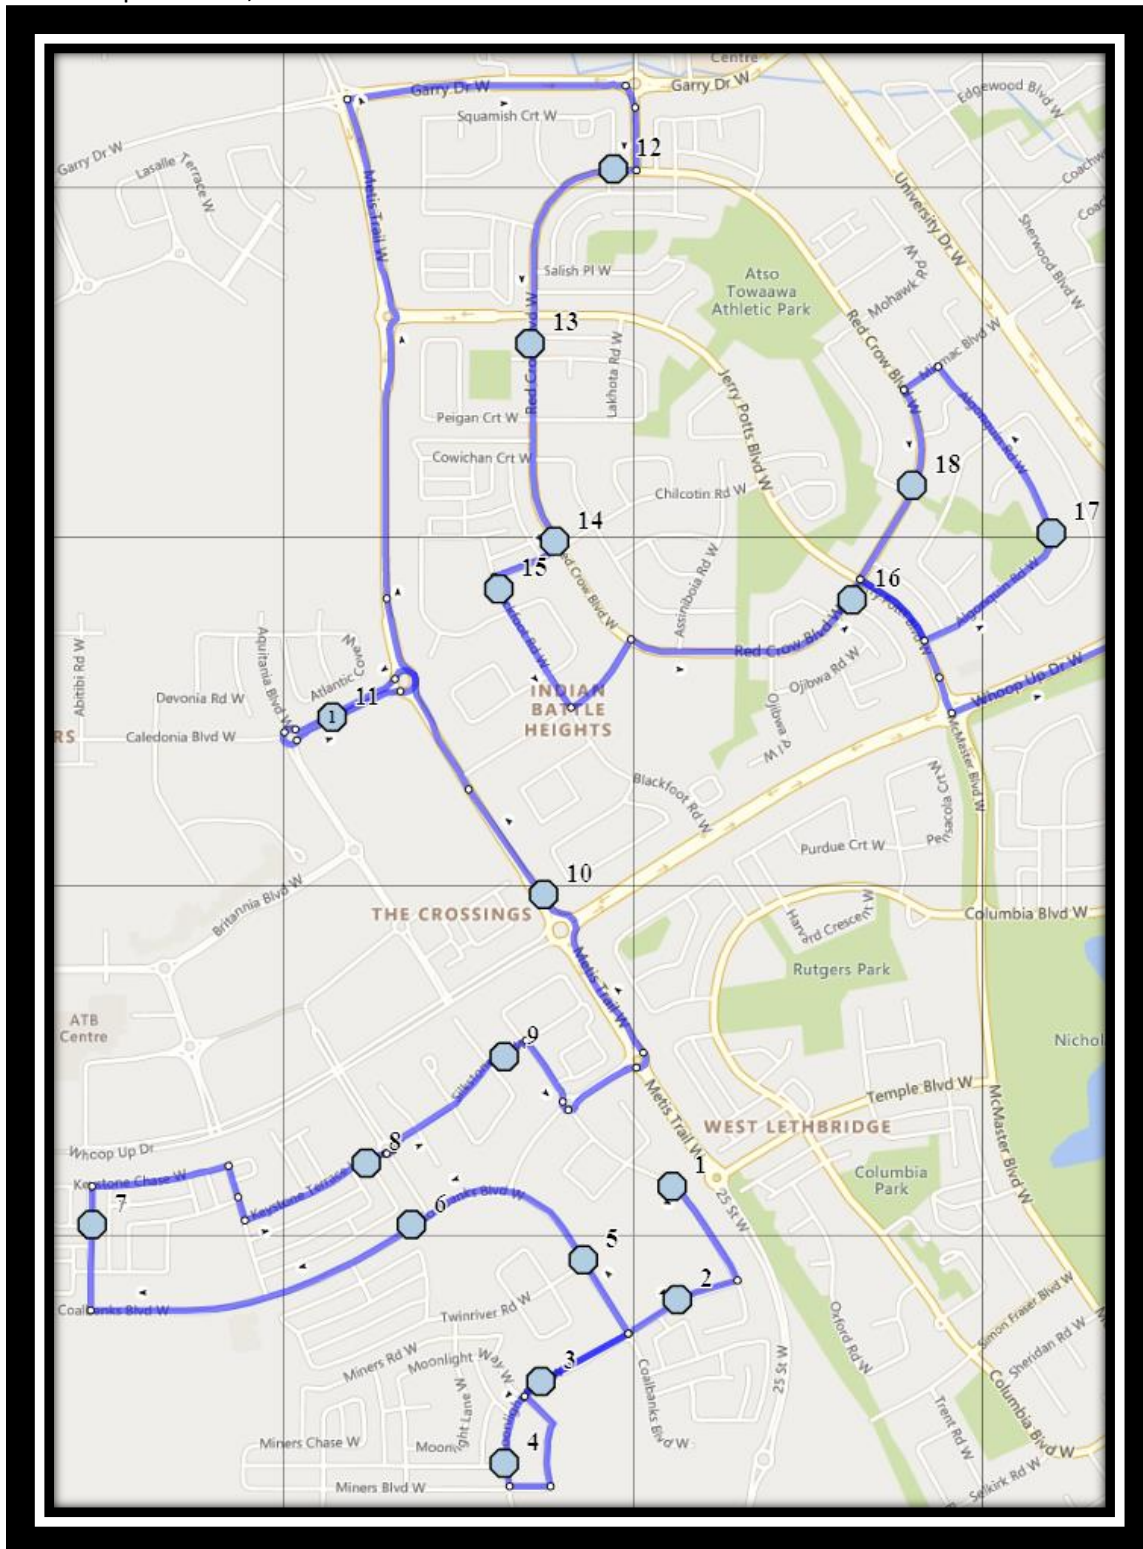 Centre
Garry Dr W
Garry Dr W
Edgewood Blvd W
Squamish Crt W
Coachw
Garry Dr W
Lasalle Terrace W
12
Metis Trail W
University Dr W
Sherwood Blvd W
Coac
Salish Pl W
Atso
Towaawa
Athletic Park
Mohawk Rd W
13
Red Crow Blvd W
Lakhota Rd W
Jerry Potts Blvd W
Peigan Crt W
Algonquin Rd W
Cowichan Crt W
Chilcotin Rd W
18
17
14
15
16
Assiniboia Rd W
Algonquin Rd W
Red Crow Blvd W
Ojibwa Rd W
Whoop Up Dr W
Abitibi Rd W
Aquitania Blvd W
Atlantic Cove W
Devonia Rd W
11
1
INDIAN
BATTLE
HEIGHTS
Ojibwa Pl W
RS
Caledonia Blvd W
McMaster Blvd W
Blackfoot Rd W
Purdue Crt W
10
Britannia Blvd W
THE CROSSINGS
Harvard Crescent W
Columbia Blvd W
Metis Trail W
Rutgers Park
ATB
Centre
9
Nichol
Metis Trail W
Temple Blvd W
McMaster Blvd W
WEST LETHBRIDGE
Whoop Up Dr
8
Keystone Chase W
Keystone Terrace
1
Columbia
Park
7
6
25 St W
5
2
Coalbanks Blvd W
Twinriver Rd W
Simon Fraser Blvd W
Oxford Rd W
Sheridan Rd W
Miners Rd W
Moonlight Way W
3
25 St W
Coalbanks Blvd W
Columbia Blvd W
Trent Rd W
Miners Chase W
4
Miners Blvd W
Selkirk Rd W